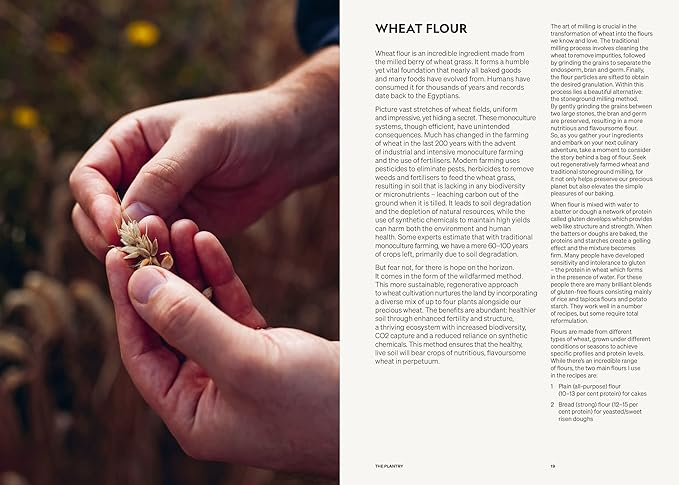 WHEAT FLOUR
Wheat flour is an incredible ingredient made from
the milled berry of wheat grass. It forms a humble
yet vital foundation that nearly all baked goods
and many foods have evolved from. Humans have
consumed it for thousands of years and records
date back to the Egyptians.
Picture vast stretches of wheat fields, uniform
and impressive, yet hiding a secret. These monoculture
systems, though efficient, have unintended
consequences. Much has changed in the farming
of wheat in the last 200 years with the advent
of industrial and intensive monoculture farming
and the use of fertilisers. Modern farming uses
pesticides to eliminate pests, herbicides to remove
weeds and fertilisers to feed the wheat grass,
resulting in soil that is lacking in any biodiversity
or micronutrients – leaching carbon out of the
ground when it is tilled. It leads to soil degradation
and the depletion of natural resources, while the
use of synthetic chemicals to maintain high yields
can harm both the environment and human
health. Some experts estimate that with traditional
monoculture farming, we have a mere 60–100 years
of crops left, primarily due to soil degradation.
But fear not, for there is hope on the horizon.
It comes in the form of the wildfarmed method.
This more sustainable, regenerative approach
to wheat cultivation nurtures the land by incorporating
a diverse mix of up to four plants alongside our
precious wheat. The benefits are abundant: healthier
soil through enhanced fertility and structure,
a thriving ecosystem with increased biodiversity,
CO2 capture and a reduced reliance on synthetic
chemicals. This method ensures that the healthy,
live soil will bear crops of nutritious, flavoursome
wheat in perpetuum.
The art of milling is crucial in the
transformation of wheat into the flours
we know and love. The traditional
milling process involves cleaning the
wheat to remove impurities, followed
by grinding the grains to separate the
endosperm, bran and germ. Finally,
the flour particles are sifted to obtain
the desired granulation. Within this
process lies a beautiful alternative:
the stoneground milling method.
By gently grinding the grains between
two large stones, the bran and germ
are preserved, resulting in a more
nutritious and flavoursome flour.
So, as you gather your ingredients
and embark on your next culinary
adventure, take a moment to consider
the story behind a bag of flour. Seek
out regeneratively farmed wheat and
traditional stoneground milling, for
it not only helps preserve our precious
planet but also elevates the simple
pleasures of our baking.
When flour is mixed with water to
a batter or dough a network of protein
called gluten develops which provides
web like structure and strength. When
the batters or doughs are baked, the
proteins and starches create a gelling
effect and the mixture becomes
firm. Many people have developed
sensitivity and intolerance to gluten
– the protein in wheat which forms
in the presence of water. For these
people there are many brilliant blends
of gluten-free flours consisting mainly
of rice and tapioca flours and potato
starch. They work well in a number
of recipes, but some require total
reformulation.
Flours are made from different
types of wheat, grown under different
conditions or seasons to achieve
specific profiles and protein levels.
While there's an incredible range
of flours, the two main flours I use
in the recipes are:
1 Plain (all-purpose) flour
(10–13 per cent protein) for cakes
2 Bread (strong) flour (12–15 per
cent protein) for yeasted/sweet
risen doughs
THE PLANTRY
19